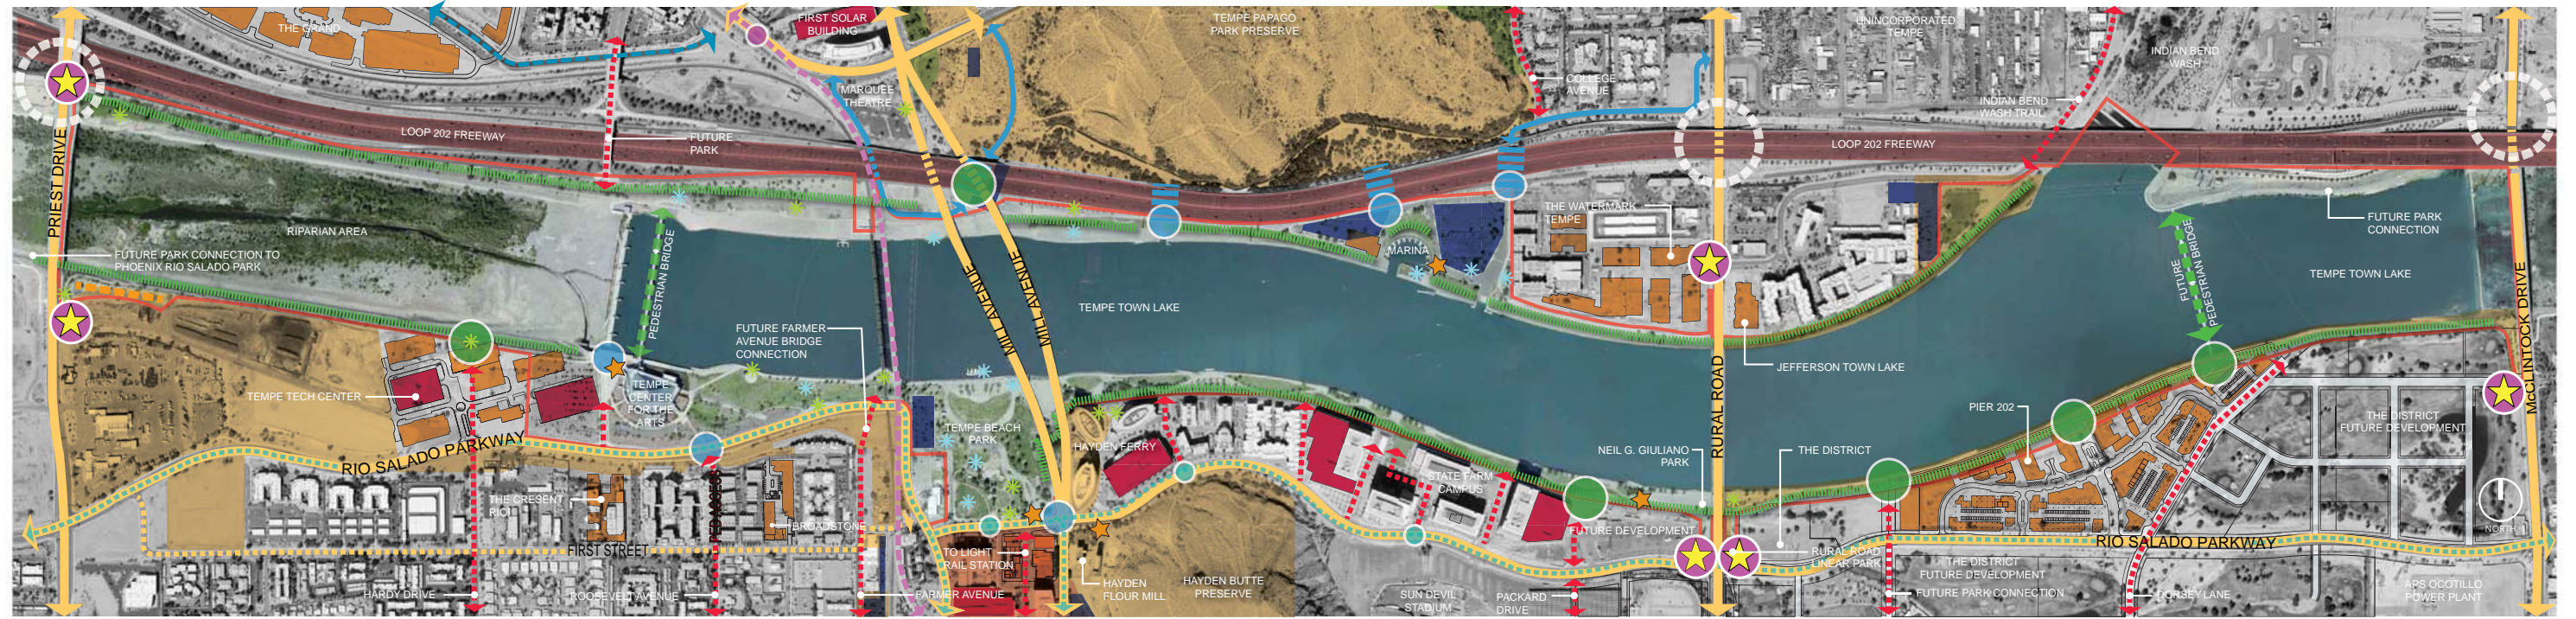 THE GRAND
FIRST SOLAR
BUILDING
TEMPE PAPAGO
PARK PRESERVE
UNINCORPORATED
TEMPE
INDIAN BEND
WASH
MARQUEE
THEATRE
COLLEGE
AVENUE
INDIAN BEND
WASH TRAIL
LOOP 202 FREEWAY
FUTURE
PARK
LOOP 202 FREEWAY
PRIEST DRIVE
RIPARIAN AREA
FUTURE PARK CONNECTION TO
PHOENIX RIO SALADO PARK
PEDESTRIAN BRIDGE
MILL AVENUE
MILL AVENUE
MARINA
THE WATERMARK
TEMPE
FUTURE PARK
CONNECTION
FUTURE
PEDESTRIAN BRIDGE
TEMPE TOWN LAKE
TEMPE TOWN LAKE
McCLINTOCK DRIVE
FUTURE FARMER
AVENUE BRIDGE
CONNECTION
JEFFERSON TOWN LAKE
RURAL ROAD
TEMPE TECH CENTER
TEMPE
CENTER
FOR THE
ARTS
TEMPE BEACH
PARK
HAYDEN FERRY
PIER 202
THE DISTRICT
FUTURE DEVELOPMENT
RIO SALADO PARKWAY
NEIL G. GIULIANO
PARK
THE DISTRICT
STATE FARM
CAMPUS
THE CRESENT
RIO
PED ACCESS
BROADSTONE
FUTURE DEVELOPMENT
NORTH
FIRST STREET
TO LIGHT
RAIL STATION
RURAL ROAD
LINEAR PARK
RIO SALADO PARKWAY
THE DISTRICT
FUTURE DEVELOPMENT
HAYDEN
FLOUR MILL
HAYDEN BUTTE
PRESERVE
APS OCOTILLO
POWER PLANT
HARDY DRIVE
ROOSEVELT AVENUE
FARMER AVENUE
SUN DEVIL
STADIUM
PACKARD
DRIVE
FUTURE PARK CONNECTION
DORSEY LANE